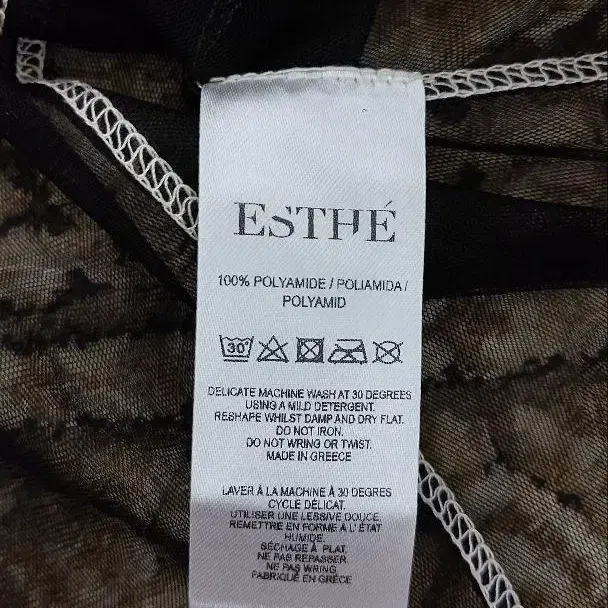 ESTHÉ
100% POLYAMIDE / POLIAMIDA /
POLYAMID
30°
DELICATE MACHINE WASH AT 30 DEGREES
USING A MILD DETERGENT.
RESHAPE WHILST DAMP AND DRY FLAT.
DO NOT IRON.
DO NOT WRING OR TWIST.
MADE IN GREECE
LAVER À LA MACHINE À 30 DEGRES
CYCLE DÉLICAT.
UTILISER UNE LESSIVE DOUCE.
REMETTRE EN FORME À L'ÉTAT
HUMIDE.
SÉCHAGE À PLAT.
NE PAS REPASSER.
NE PAS WRING
FABRIQUÉ EN GRÈCE